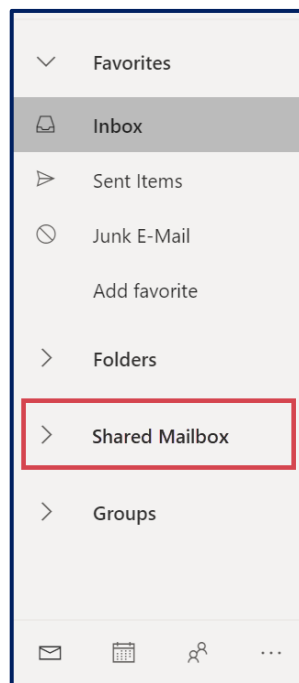 Favorites
Inbox
Sent Items
Junk E-Mail
Add favorite
Folders
Shared Mailbox
Groups